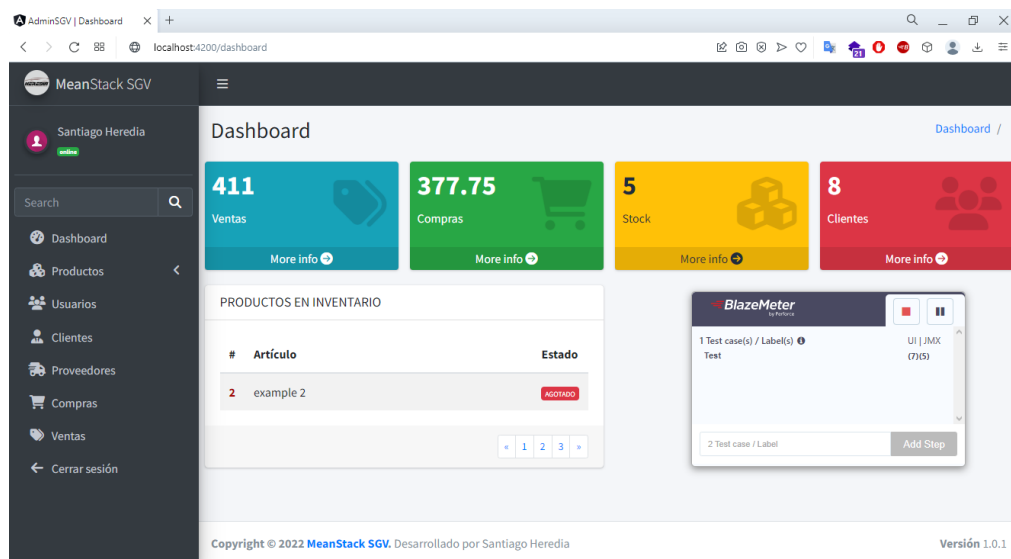 AdminSGV | Dashboard
localhost:4200/dashboard
21
MeanStack SGV
Santiago Heredia
online
Search
Dashboard
Productos
Usuarios
Clientes
Proveedores
Compras
Ventas
Cerrar sesión
Dashboard
Dashboard /
411
Ventas
More info
377.75
Compras
More info
5
Stock
More info
8
Clientes
More info
PRODUCTOS EN INVENTARIO
# Artículo Estado
2 example 2 AGOTADO
« 1 2 3 »
BlazeMeter
by Perforce
1 Test case(s) / Label(s) UI | JMX
Test (7)(5)
2 Test case / Label Add Step
Copyright © 2022 MeanStack SGV. Desarrollado por Santiago Heredia
Versión 1.0.1